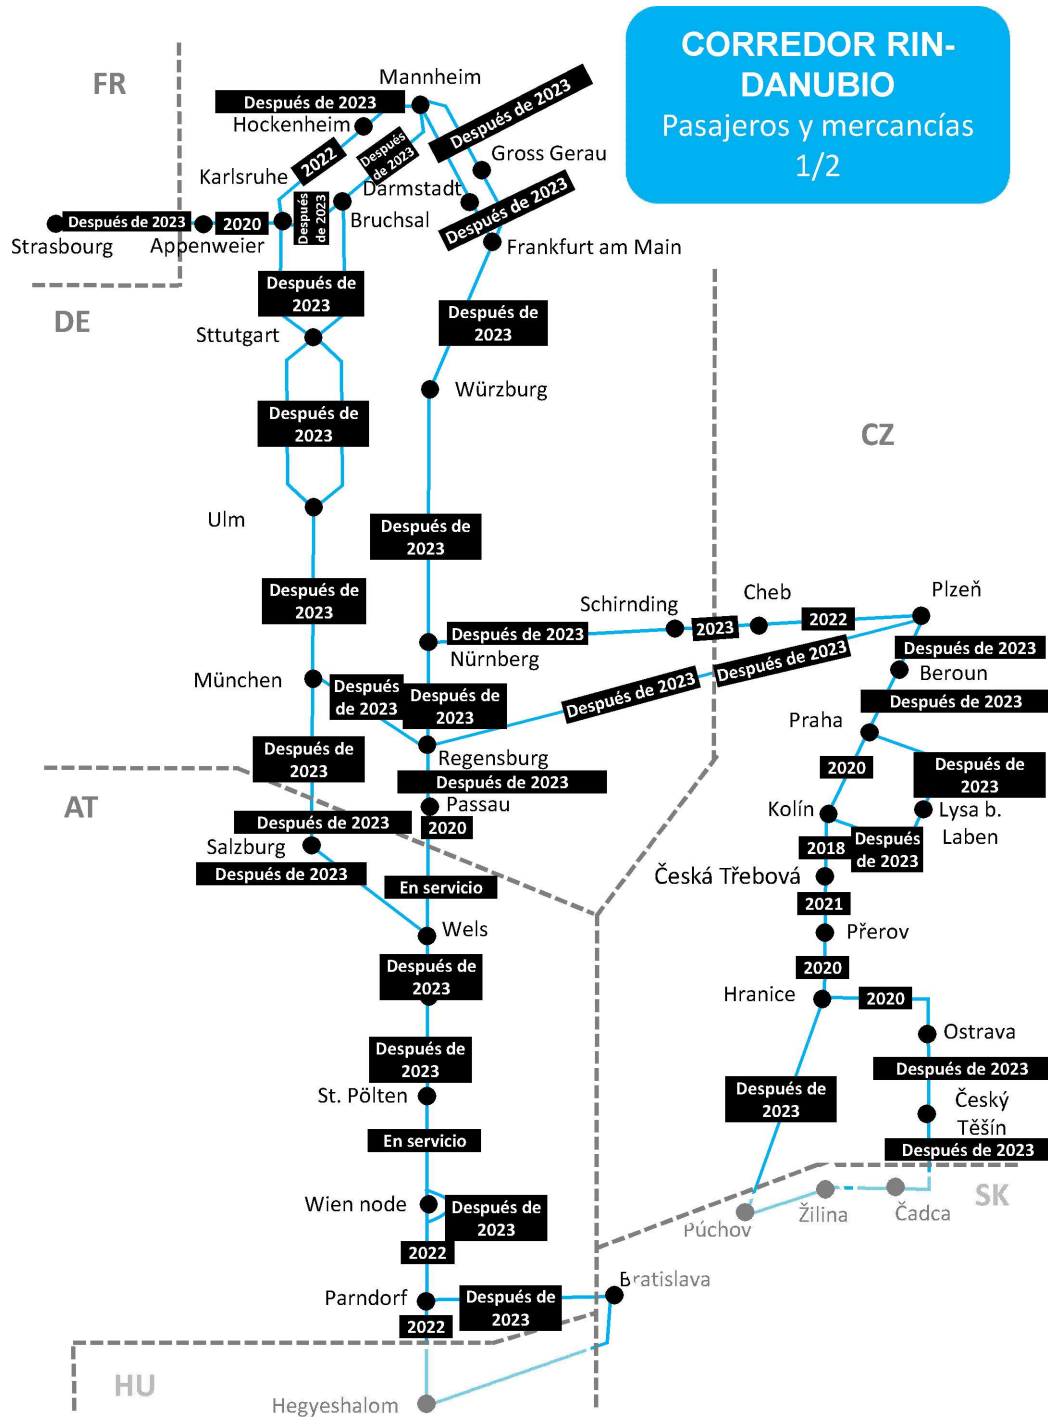 CORREDOR RIN-
DANUBIO
Pasajeros y mercancías
1/2
FR
Mannheim
Después de 2023
Hockenheim
Después de 2023
2022
Después
de 2023
Gross Gerau
Karlsruhe
Darmstadt
Después
de 2023
Bruchsal
Después de 2023
Después de 2023
2020
Strasbourg
Appenweier
Frankfurt am Main
DE
Después de
2023
Después de
2023
Sttutgart
Würzburg
Después de
2023
CZ
Ulm
Después de
2023
Después de
2023
Schirnding
Cheb
Plzeň
Después de 2023
2023
2022
Nürnberg
Después de 2023
Después de 2023
Después de 2023
Beroun
München
Después
de 2023
Después de
2023
Después de 2023
Praha
Regensburg
Después de
2023
2020
Después de
2023
AT
Después de 2023
Passau
Kolín
Lysa b.
Laben
Después de 2023
2020
Salzburg
2018
Después
de 2023
Después de 2023
En servicio
Česká Třebová
2021
Wels
Přerov
Después de
2023
2020
Hranice
2020
Ostrava
Después de
2023
Después de 2023
St. Pölten
Después de
2023
Český
Těšín
En servicio
Después de 2023
SK
Wien node
Después de
2023
Púchov
Žilina
Čadca
2022
Bratislava
Parndorf
Después de
2023
2022
HU
Hegyeshalom